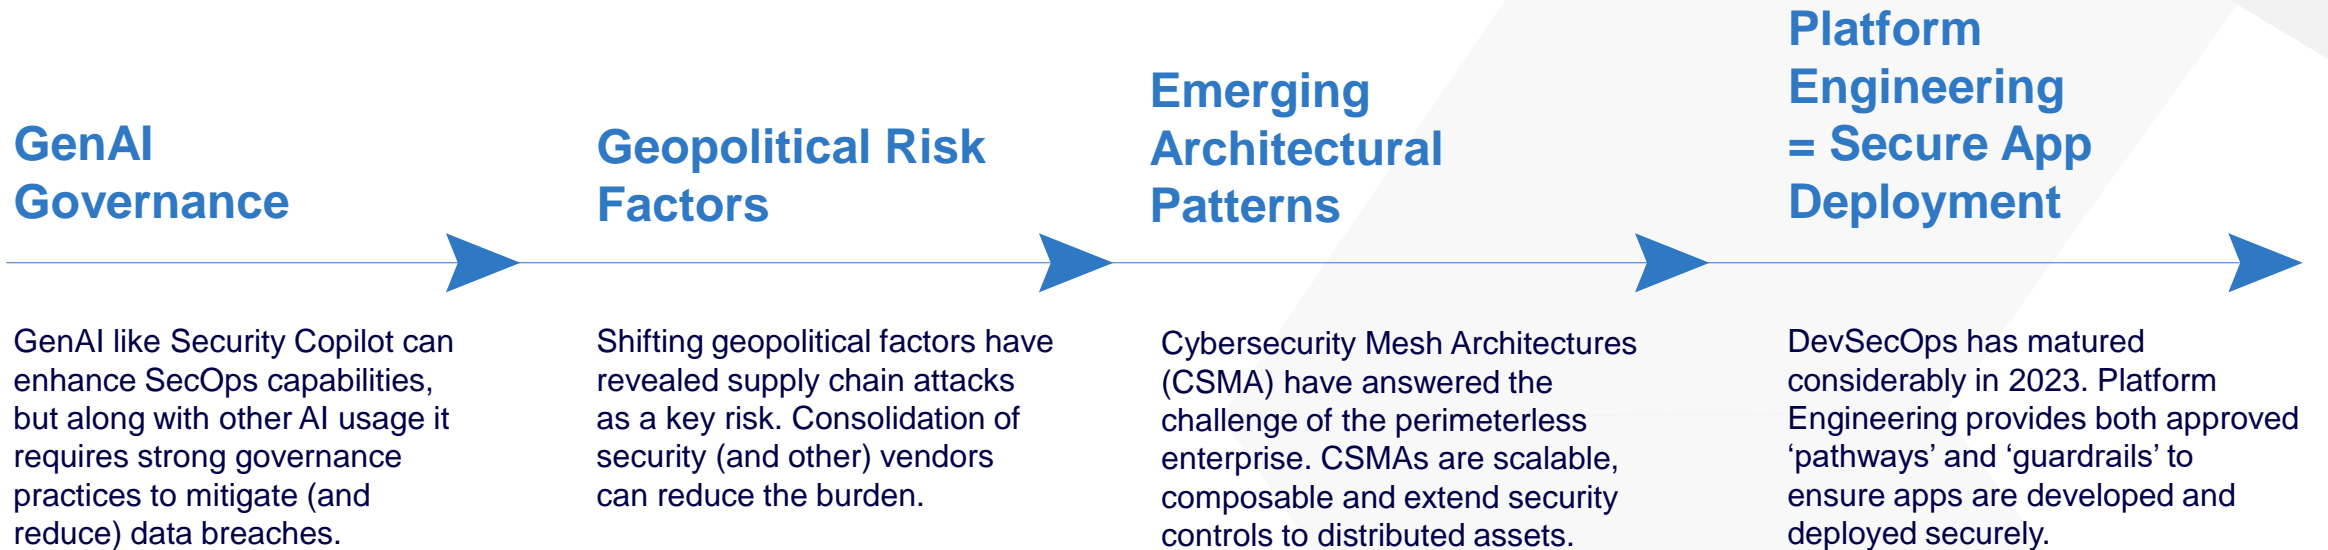 GenAI
Governance
GenAI like Security Copilot can
enhance SecOps capabilities,
but along with other AI usage it
requires strong governance
practices to mitigate (and
reduce) data breaches.
Geopolitical Risk
Factors
Shifting geopolitical factors have
revealed supply chain attacks
as a key risk. Consolidation of
security (and other) vendors
can reduce the burden.
Emerging
Architectural
Patterns
Cybersecurity Mesh Architectures
(CSMA) have answered the
challenge of the perimeterless
enterprise. CSMAs are scalable,
composable and extend security
controls to distributed assets.
Platform
Engineering
= Secure App
Deployment
DevSecOps has matured
considerably in 2023. Platform
Engineering provides both approved
‘pathways’ and ‘guardrails’ to
ensure apps are developed and
deployed securely.